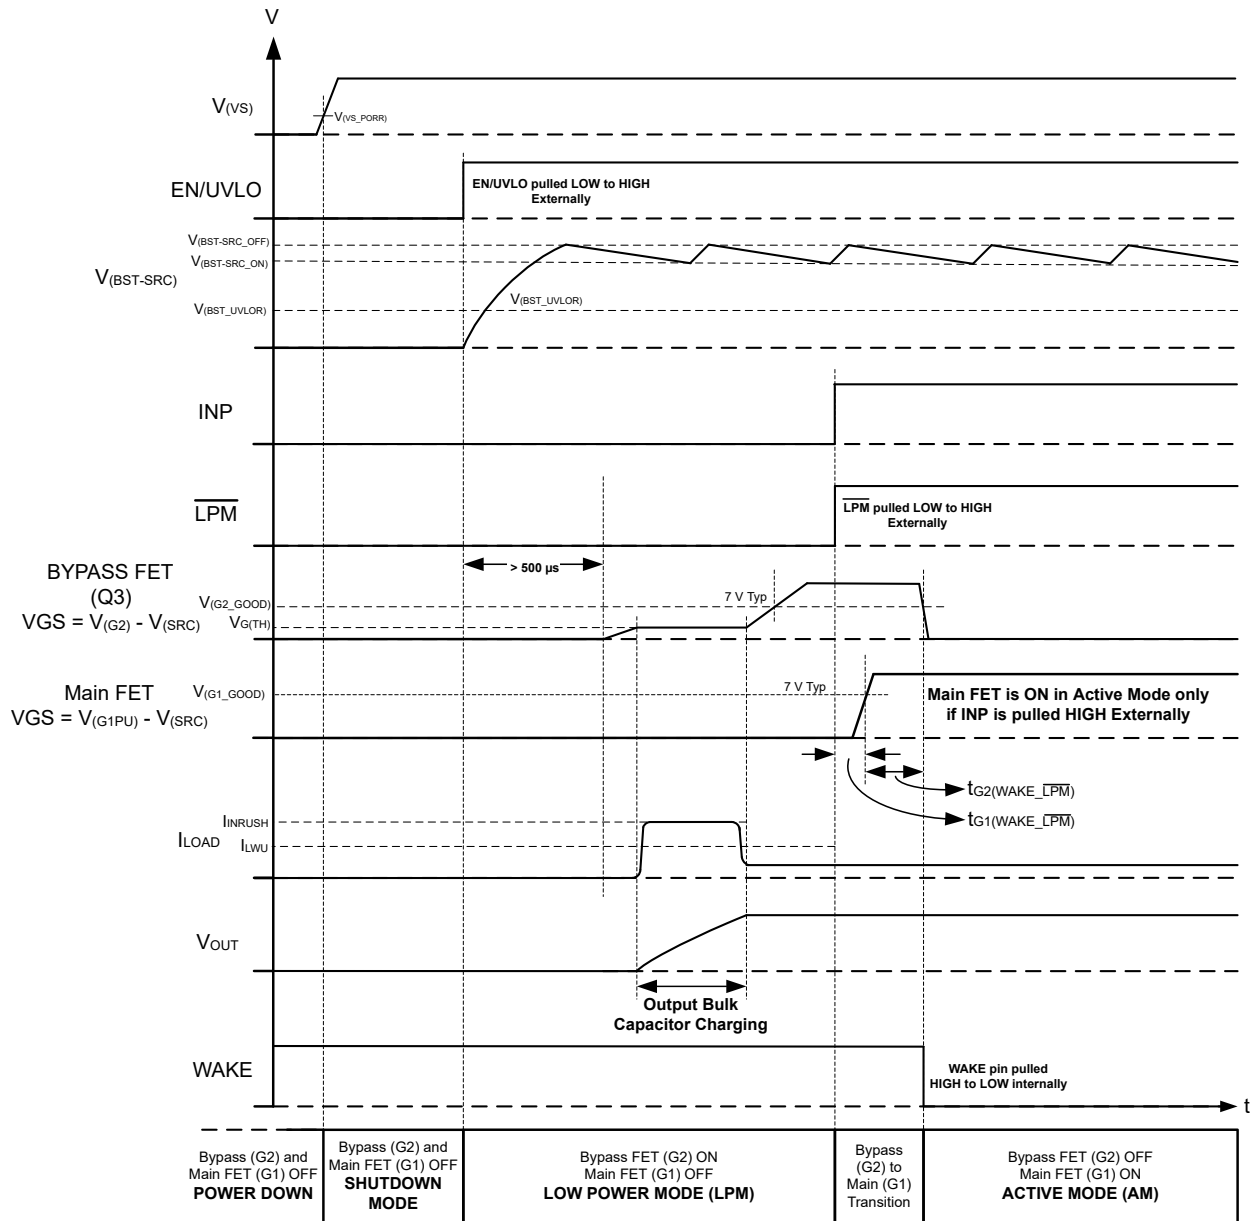 V
V(VS)
V(VS_PORR)
EN/UVLO
EN/UVLO pulled LOW to HIGH
Externally
V(BST-SRC_OFF)
V(BST-SRC_ON)
V(BST-SRC)
V(BST_UVLOR)
V(BST_UVLOR)
INP
LPM
LPM pulled LOW to HIGH
Externally
> 500 µs
BYPASS FET
(Q3)
VGS = V(G2) - V(SRC)
V(G2_GOOD)
VG(TH)
7 V Typ
Main FET
VGS = V(G1PU) - V(SRC)
V(G1_GOOD)
7 V Typ
Main FET is ON in Active Mode only
if INP is pulled HIGH Externally
tG2(WAKE_LPM)
tG1(WAKE_LPM)
IINRUSH
ILOAD
ILWU
VOUT
Output Bulk
Capacitor Charging
WAKE
WAKE pin pulled
HIGH to LOW internally
t
Bypass (G2) and
Main FET (G1) OFF
POWER DOWN
Bypass (G2) and
Main FET (G1) OFF
SHUTDOWN
MODE
Bypass FET (G2) ON
Main FET (G1) OFF
LOW POWER MODE (LPM)
Bypass
(G2) to
Main (G1)
Transition
Bypass FET (G2) OFF
Main FET (G1) ON
ACTIVE MODE (AM)